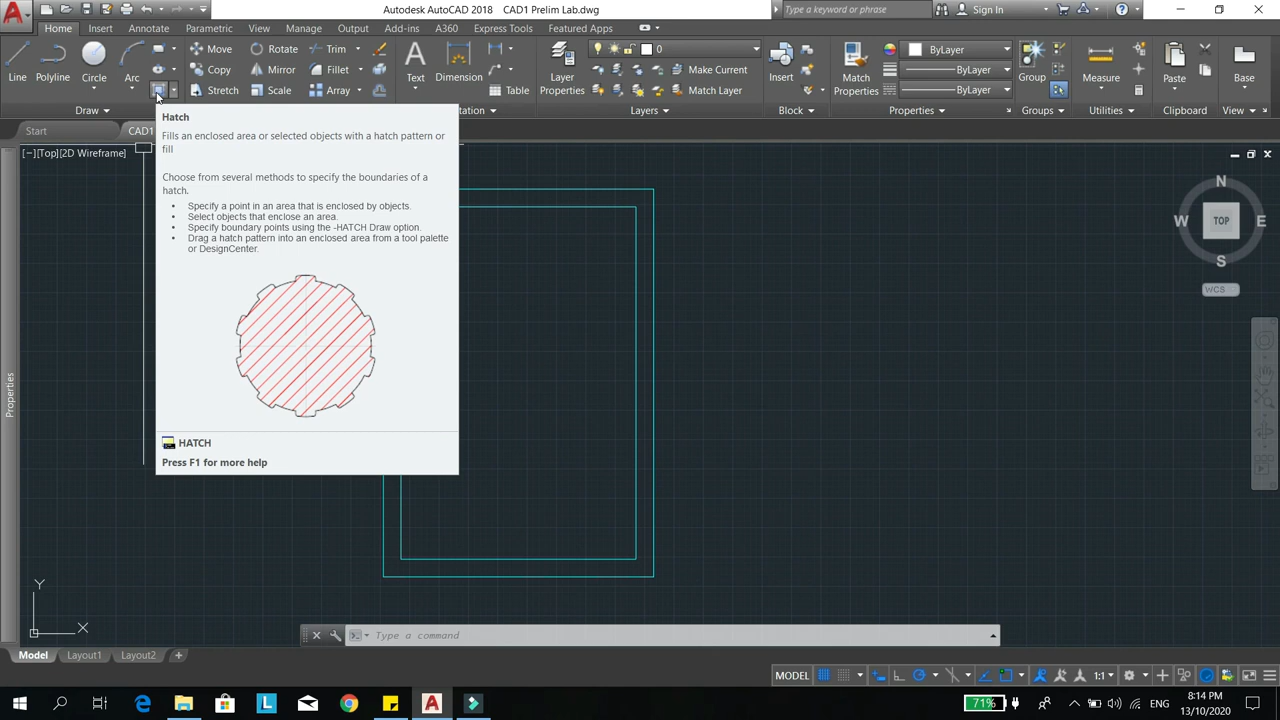 Autodesk AutoCAD 2018 CAD1 Prelim Lab.dwg
Type a keyword or phrase
Sign In
Home Insert Annotate Parametric View Manage Output Add-ins A360 Express Tools Featured Apps
Line Polyline Circle Arc
Move Rotate Trim
Copy Mirror Fillet
Stretch Scale Array
Text Dimension
Table
Layer
Properties
0
Make Current
Match Layer
Insert
Match
Properties
ByLayer
ByLayer
ByLayer
Group
Measure
Paste
Base
Draw
Layers
Block
Properties
Groups
Utilities
Clipboard
View
Start
CAD1
[−][Top][2D Wireframe]
Hatch
Fills an enclosed area or selected objects with a hatch pattern or
fill
Choose from several methods to specify the boundaries of a
hatch.
• Specify a point in an area that is enclosed by objects.
• Select objects that enclose an area.
• Specify boundary points using the -HATCH Draw option.
• Drag a hatch pattern into an enclosed area from a tool palette
or DesignCenter.
HATCH
Press F1 for more help
N
W TOP E
S
WCS
Properties
Y
X
Type a command
Model Layout1 Layout2 +
MODEL
1:1
71%
ENG
8:14 PM
13/10/2020